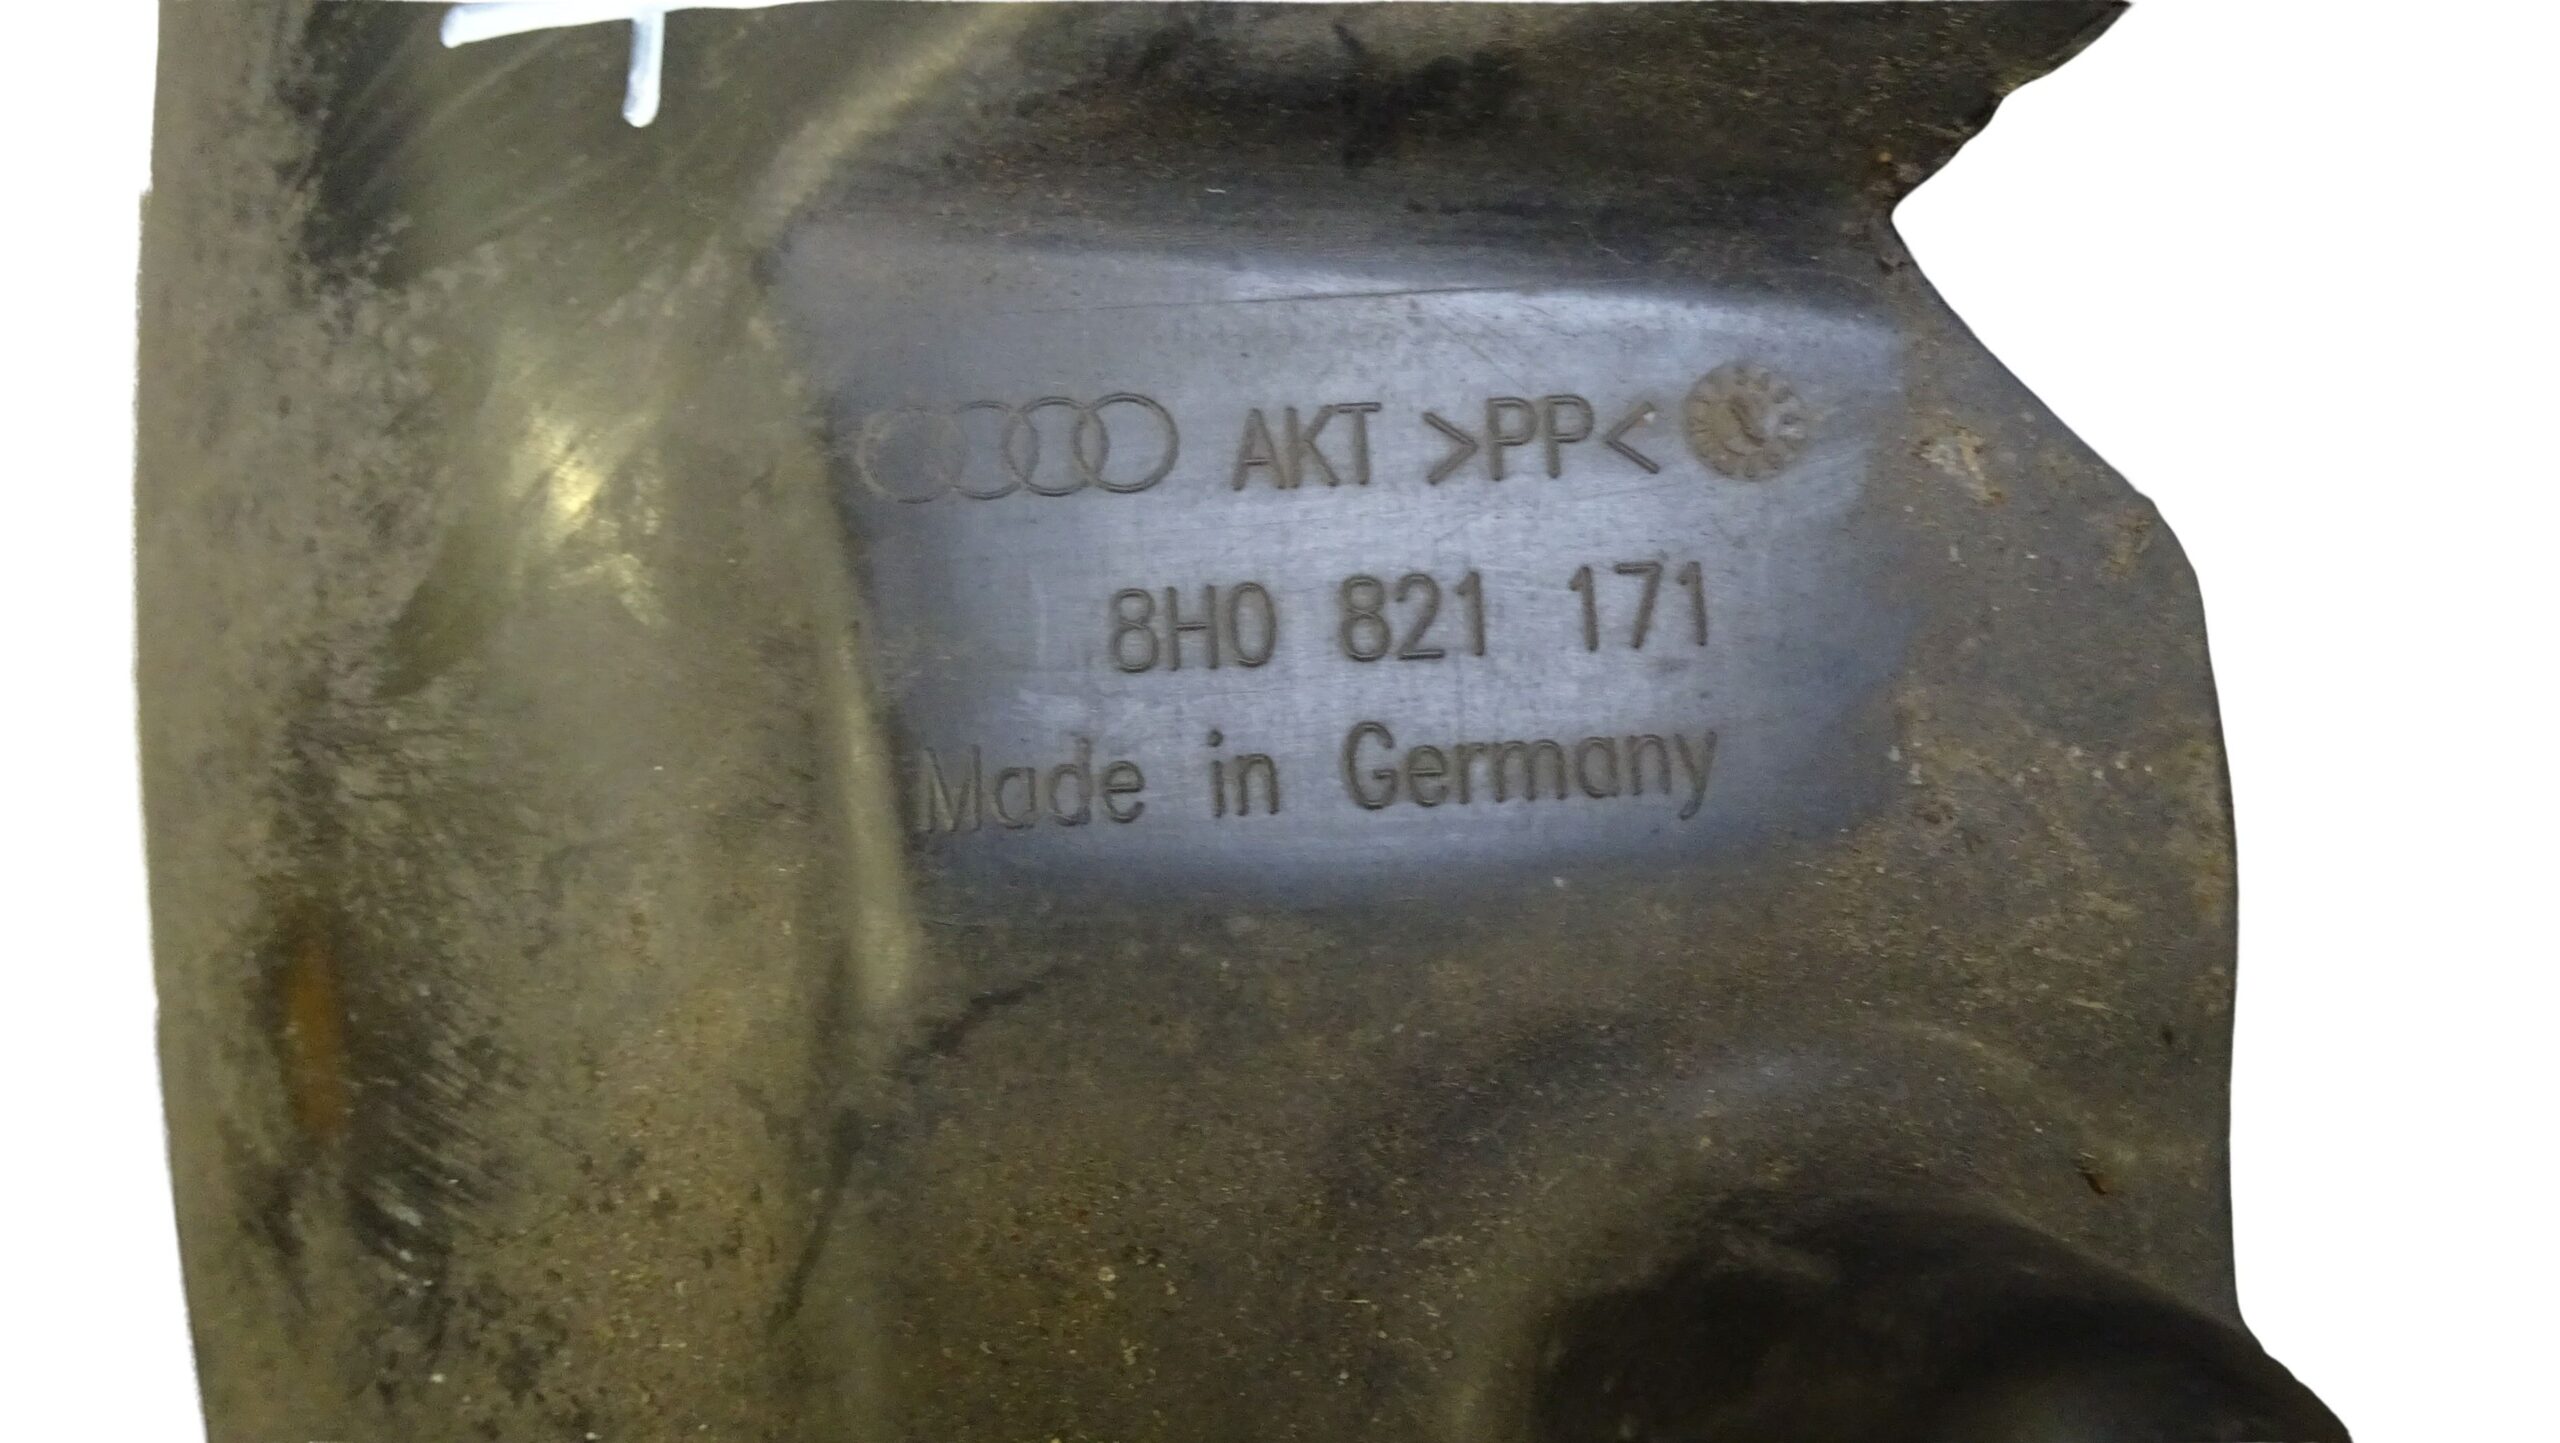 AKT >PP<
8H0 821 171
Made in Germany